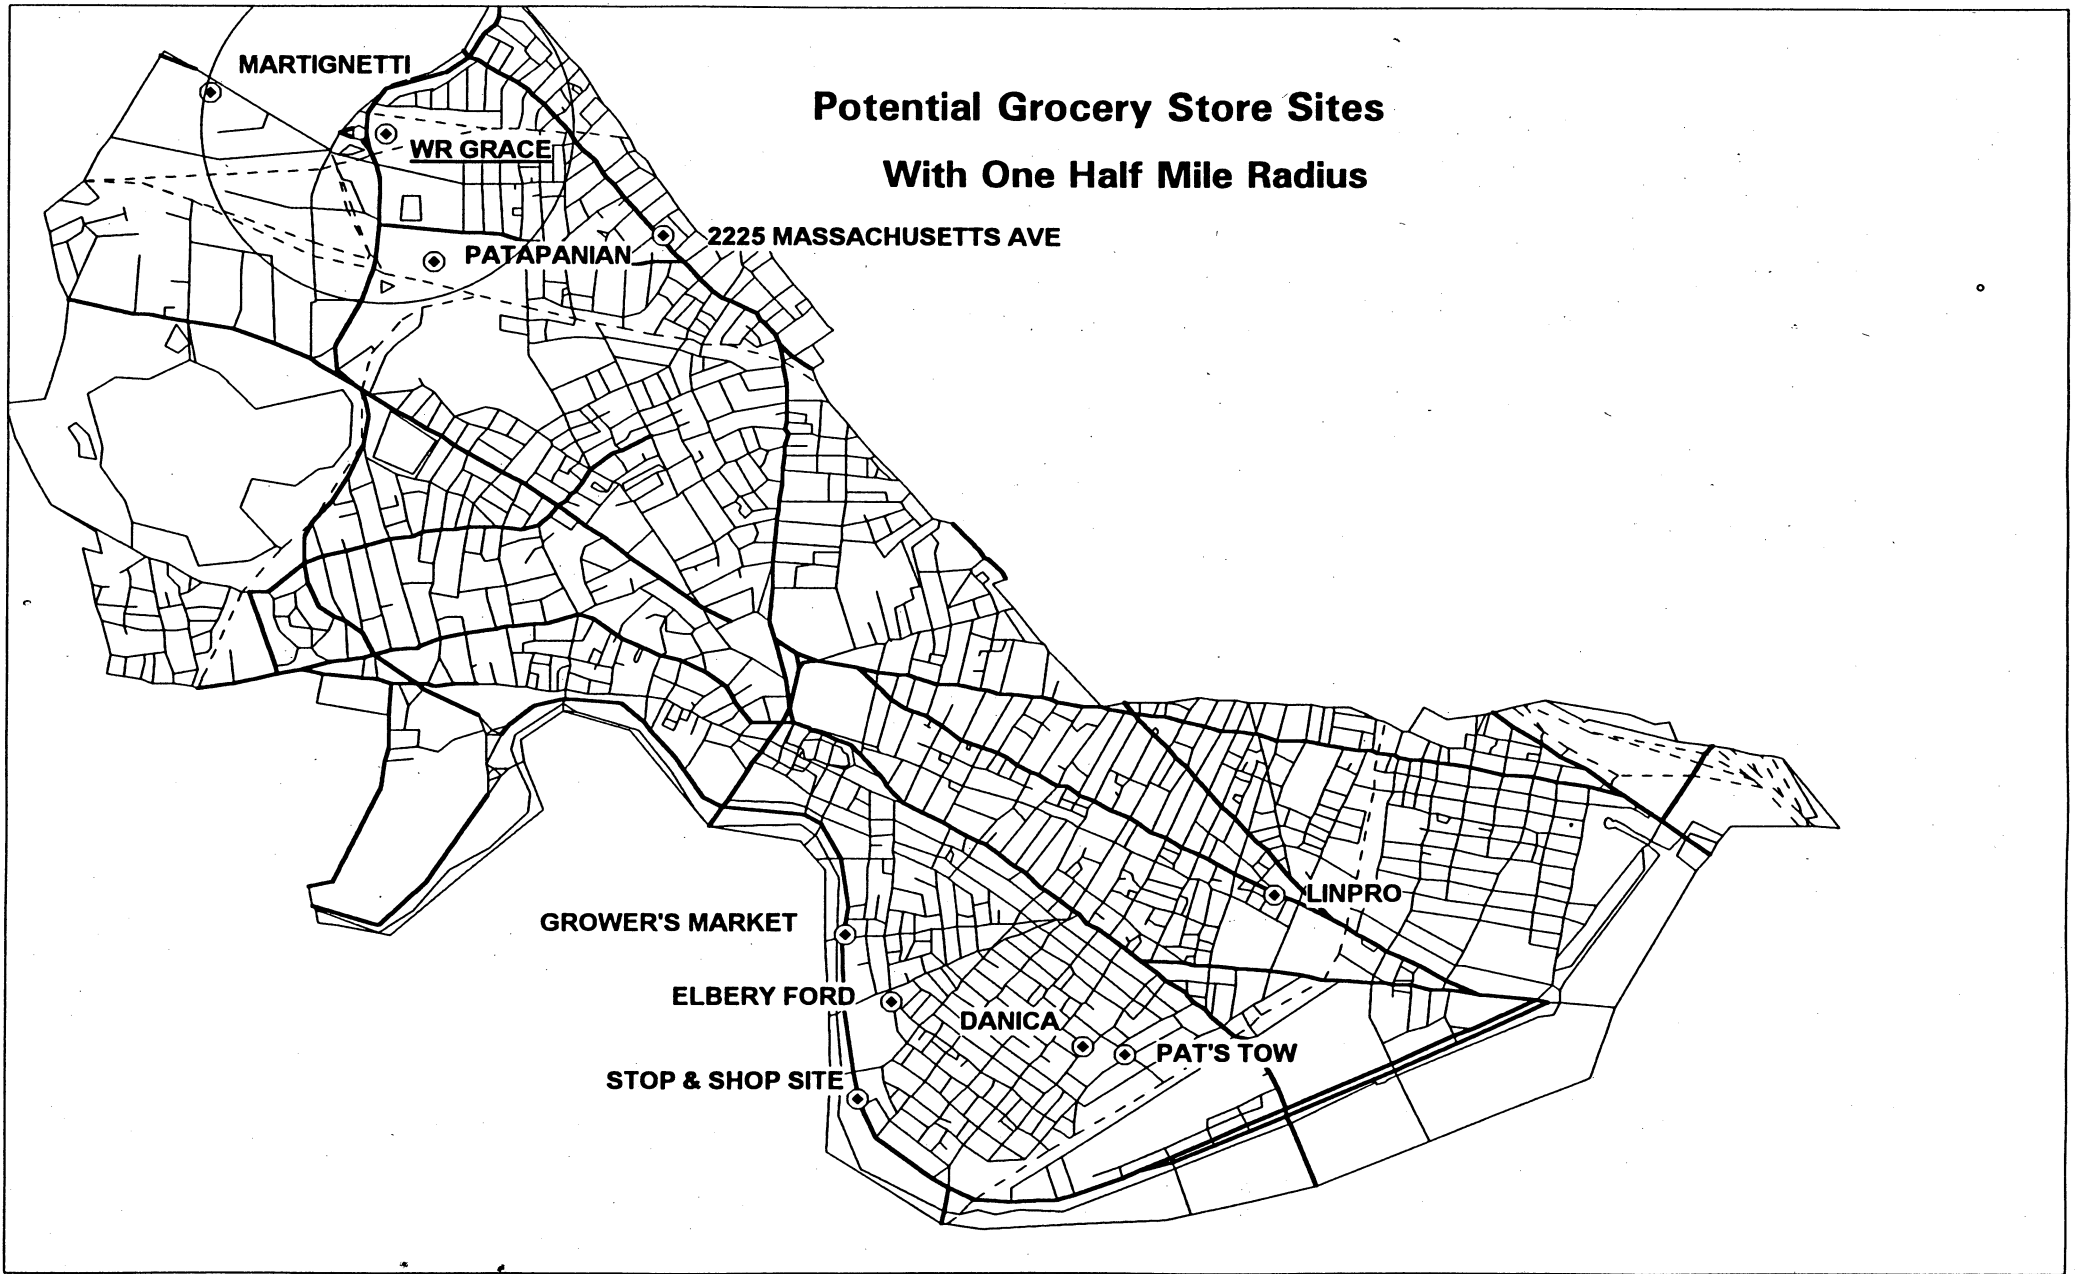 MARTIGNETTI
Potential Grocery Store Sites
WR GRACE
With One Half Mile Radius
2225 MASSACHUSETTS AVE
PATAPANIAN
LINPRO
GROWER'S MARKET
ELBERY FORD
DANICA
PAT'S TOW
STOP & SHOP SITE